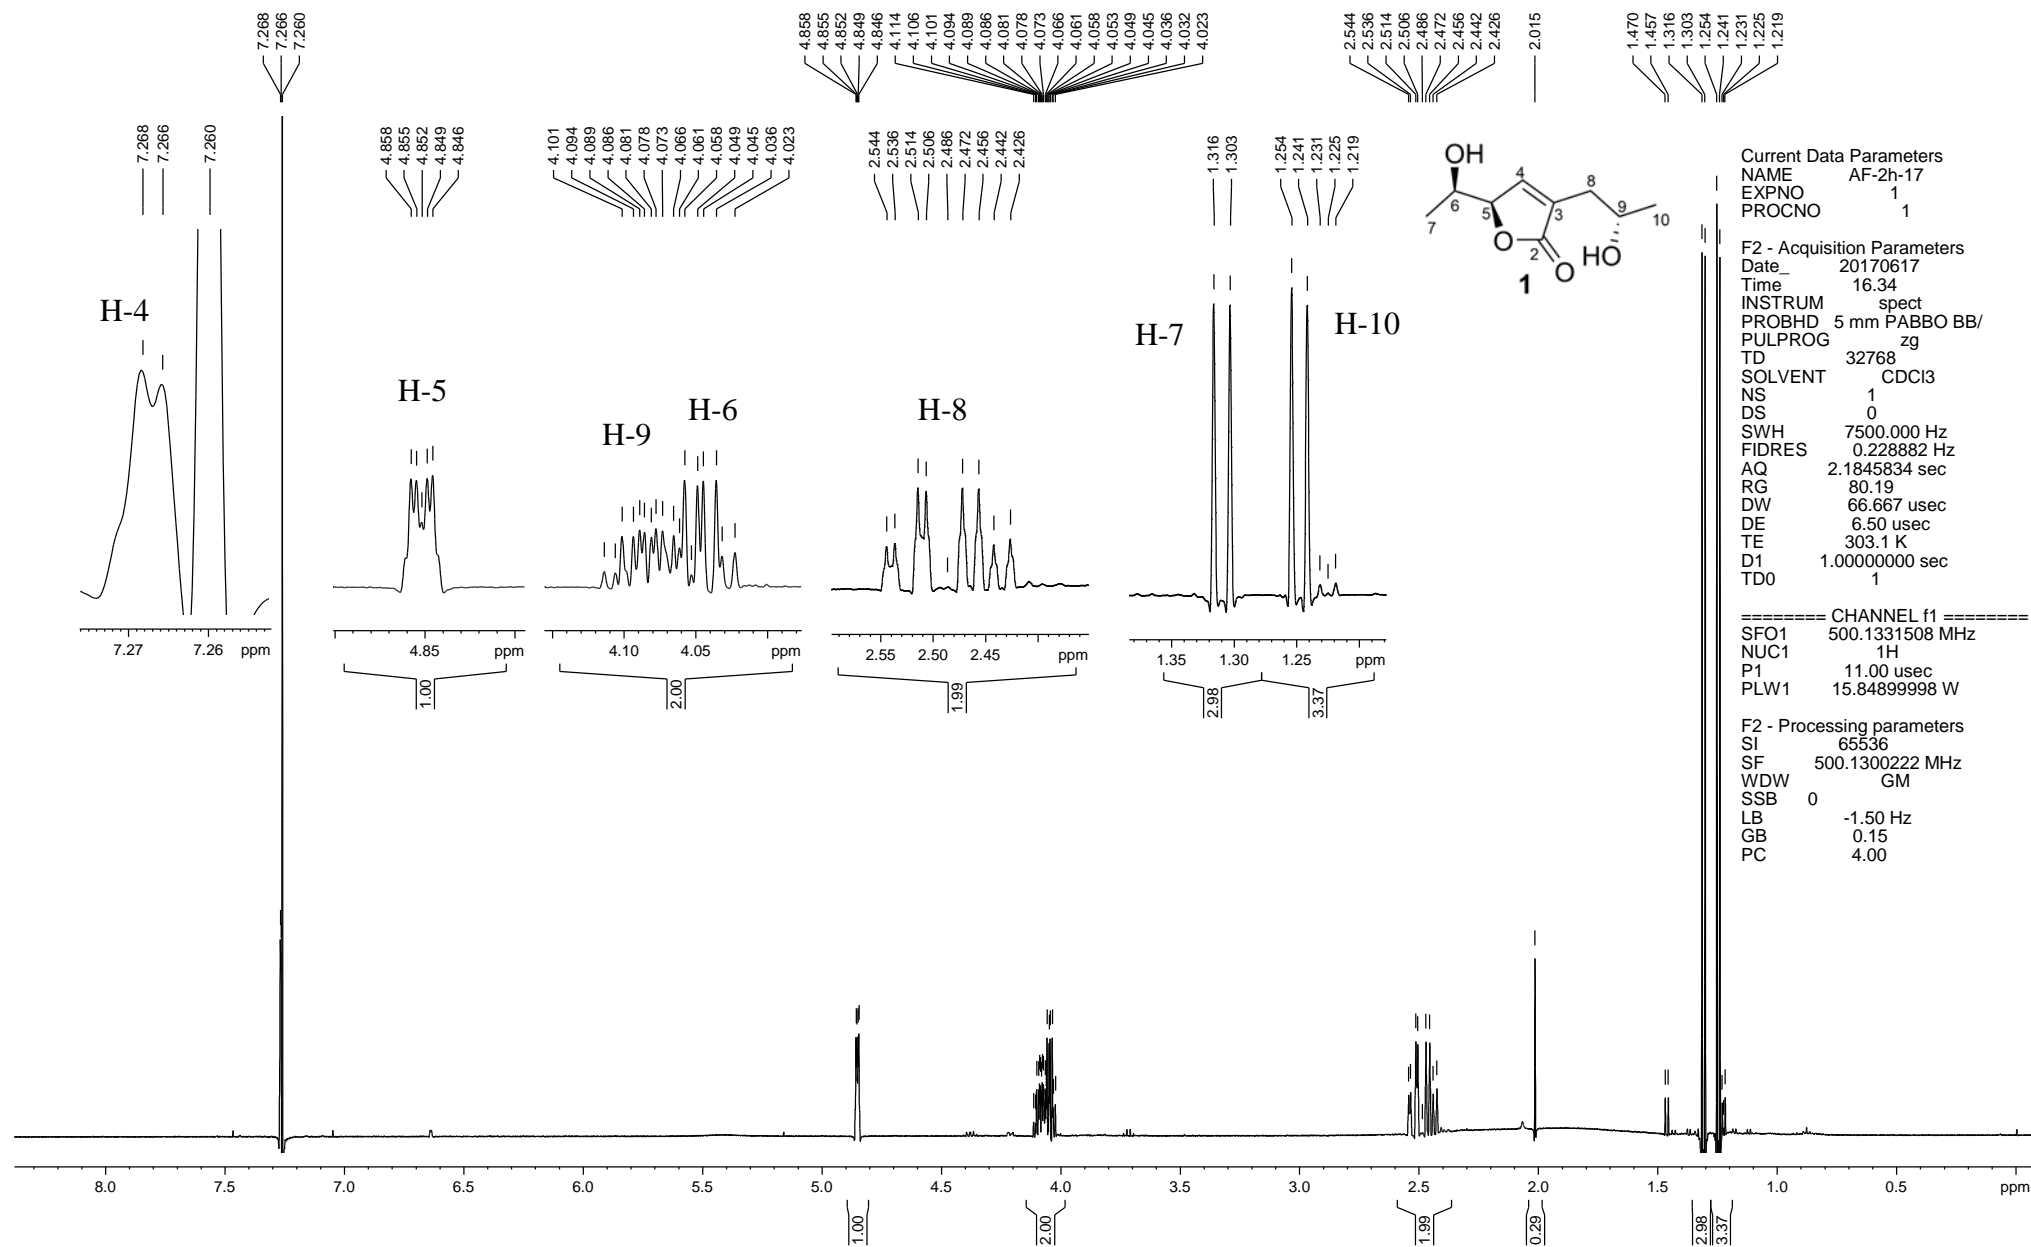 7.268
7.266
7.260
4.858
4.855
4.852
4.849
4.846
4.114
4.106
4.101
4.094
4.089
4.086
4.081
4.078
4.073
4.066
4.061
4.058
4.053
4.049
4.045
4.036
4.032
4.023
2.544
2.536
2.514
2.506
2.486
2.472
2.456
2.442
2.426
2.015
1.470
1.457
1.316
1.303
1.254
1.241
1.231
1.225
1.219
7.268
7.266
7.260
4.858
4.855
4.852
4.849
4.846
4.101
4.094
4.089
4.086
4.081
4.078
4.073
4.066
4.061
4.058
4.049
4.045
4.036
4.023
2.544
2.536
2.514
2.506
2.486
2.472
2.456
2.442
2.426
1.316
1.303
1.254
1.241
1.231
1.225
1.219
OH
4
8
6
5
3
9
10
7
O
2
O
HO
1
H-4
H-5
H-9
H-6
H-8
H-7
H-10
7.27 7.26 ppm
4.85 ppm
4.10 4.05 ppm
2.55 2.50 2.45 ppm
1.35 1.30 1.25 ppm
1.00
2.00
1.99
2.98
3.37
Current Data Parameters
NAME AF-2h-17
EXPNO 1
PROCNO 1
F2 - Acquisition Parameters
Date_ 20170617
Time 16.34
INSTRUM spect
PROBHD 5 mm PABBO BB/
PULPROG zg
TD 32768
SOLVENT CDCl3
NS 1
DS 0
SWH 7500.000 Hz
FIDRES 0.228882 Hz
AQ 2.1845834 sec
RG 80.19
DW 66.667 usec
DE 6.50 usec
TE 303.1 K
D1 1.00000000 sec
TD0 1
======== CHANNEL f1 ========
SFO1 500.1331508 MHz
NUC1 1H
P1 11.00 usec
PLW1 15.84899998 W
F2 - Processing parameters
SI 65536
SF 500.1300222 MHz
WDW GM
SSB 0
LB -1.50 Hz
GB 0.15
PC 4.00
8.0 7.5 7.0 6.5 6.0 5.5 5.0 4.5 4.0 3.5 3.0 2.5 2.0 1.5 1.0 0.5 ppm
1.00
2.00
1.99
0.29
2.98
3.37